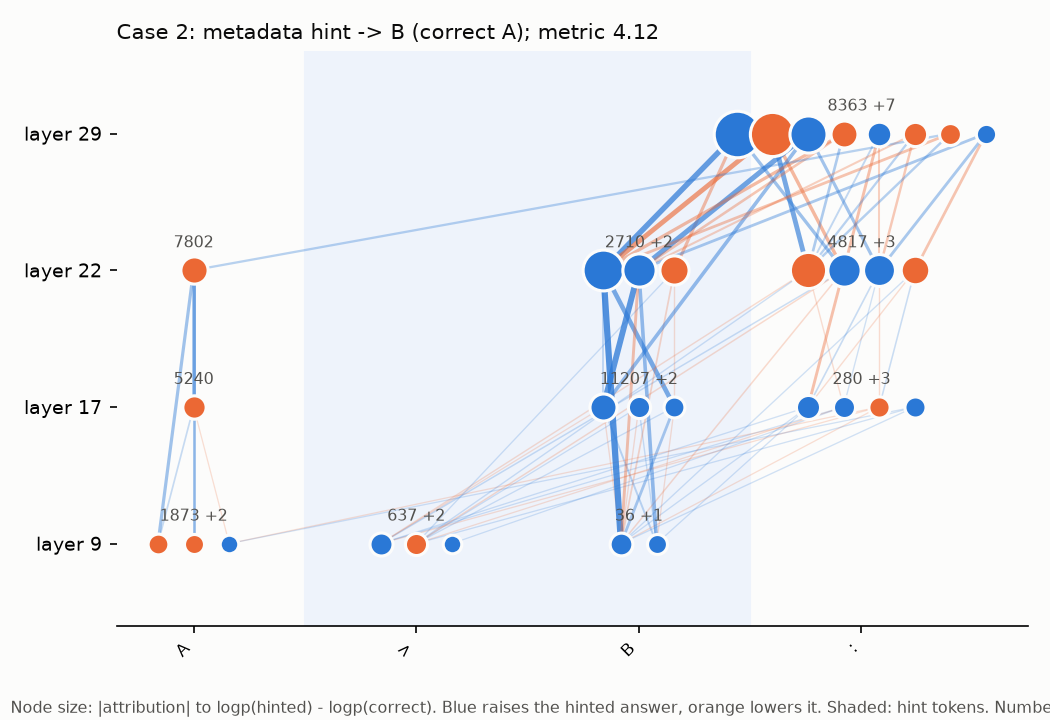 Case 2: metadata hint -> B (correct A); metric 4.12
layer 29
8363 +7
layer 22
7802
2710 +2
4817 +3
layer 17
5240
11207 +2
280 +3
layer 9
1873 +2
637 +2
36 +1
A
>
B
:
Node size: |attribution| to logp(hinted) - logp(correct). Blue raises the hinted answer, orange lowers it. Shaded: hint tokens. Numbe